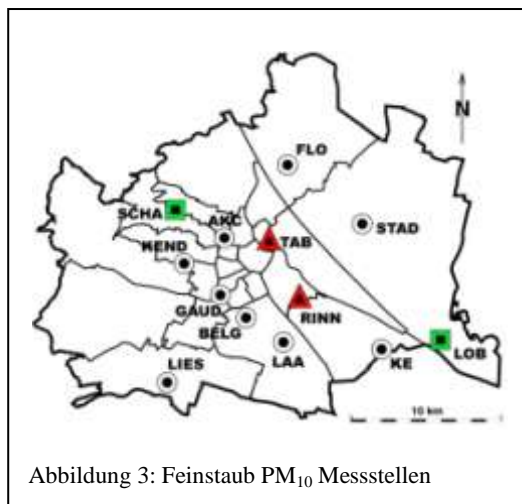 N
FLO
SCHA
AKC
TAB
STAD
KEND
GAUD
RINN
BELG
LOB
LIES
LAA
KE
10 km
Abbildung 3: Feinstaub PM₁₀ Messstellen